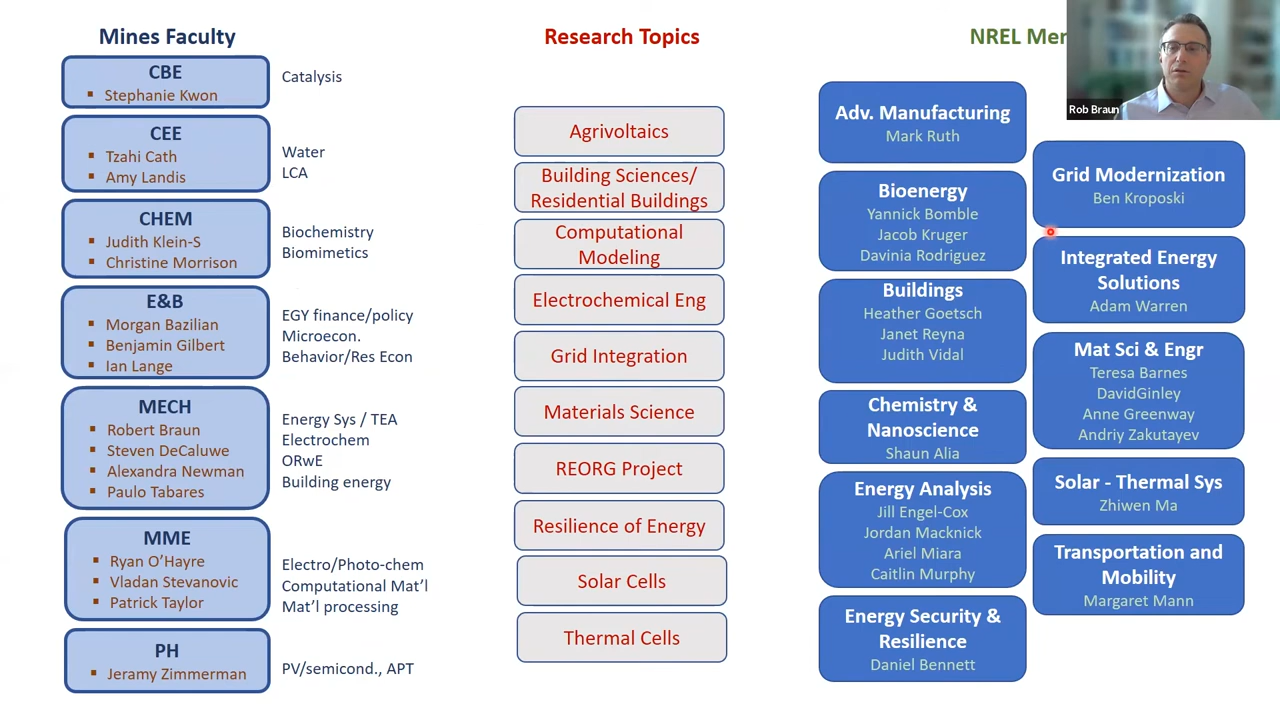 Mines Faculty
CBE
▪ Stephanie Kwon
Catalysis
CEE
▪ Tzahi Cath
▪ Amy Landis
Water
LCA
CHEM
▪ Judith Klein-S
▪ Christine Morrison
Biochemistry
Biomimetics
E&B
▪ Morgan Bazilian
▪ Benjamin Gilbert
▪ Ian Lange
EGY finance/policy
Microecon.
Behavior/Res Econ
MECH
▪ Robert Braun
▪ Steven DeCaluwe
▪ Alexandra Newman
▪ Paulo Tabares
Energy Sys / TEA
Electrochem
ORwE
Building energy
MME
▪ Ryan O’Hayre
▪ Vladan Stevanovic
▪ Patrick Taylor
Electro/Photo-chem
Computational Mat’l
Mat’l processing
PH
▪ Jeramy Zimmerman
PV/semicond., APT
Research Topics
Agrivoltaics
Building Sciences/
Residential Buildings
Computational
Modeling
Electrochemical Eng
Grid Integration
Materials Science
REORG Project
Resilience of Energy
Solar Cells
Thermal Cells
NREL Mer
Adv. Manufacturing
Mark Ruth
Bioenergy
Yannick Bomble
Jacob Kruger
Davinia Rodriguez
Buildings
Heather Goetsch
Janet Reyna
Judith Vidal
Chemistry &
Nanoscience
Shaun Alia
Energy Analysis
Jill Engel-Cox
Jordan Macknick
Ariel Miara
Caitlin Murphy
Energy Security &
Resilience
Daniel Bennett
Rob Braun
Grid Modernization
Ben Kroposki
Integrated Energy
Solutions
Adam Warren
Mat Sci & Engr
Teresa Barnes
DavidGinley
Anne Greenway
Andriy Zakutayev
Solar - Thermal Sys
Zhiwen Ma
Transportation and
Mobility
Margaret Mann